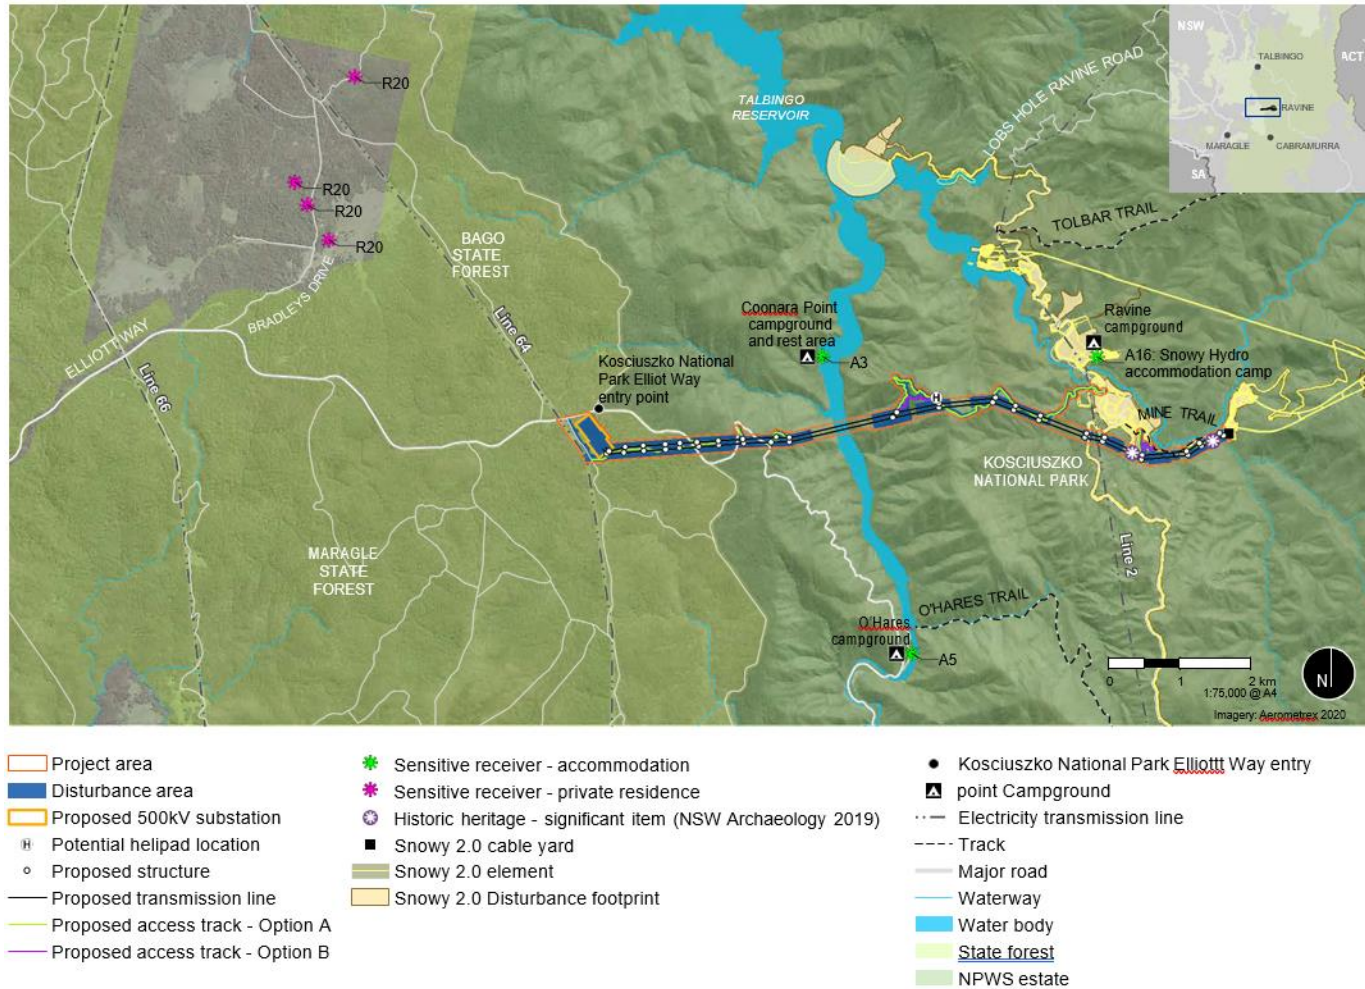 NSW
ACT
TALBINGO
RAVINE
MARAGLE
CABRAMURRA
SA
R20
R20
R20
R20
TALBINGO
RESERVOIR
LOBS HOLE RAVINE ROAD
TOLBAR TRAIL
BAGO
STATE
FOREST
BRADLEYS DRIVE
ELLIOTT WAY
Line 64
Line 66
Coonara Point
campground
and rest area
A3
Ravine
campground
A16: Snowy Hydro
accommodation camp
Kosciuszko National
Park Elliot Way
entry point
H
MINE TRAIL
KOSCIUSZKO
NATIONAL PARK
MARAGLE
STATE
FOREST
Line 2
O'HARES TRAIL
O'Hares
campground
A5
0 1 2 km
1:75,000 @ A4
N
Imagery: Aerometrex 2020
Project area
Disturbance area
Proposed 500kV substation
H Potential helipad location
Proposed structure
Proposed transmission line
Proposed access track - Option A
Proposed access track - Option B
Sensitive receiver - accommodation
Sensitive receiver - private residence
Historic heritage - significant item (NSW Archaeology 2019)
Snowy 2.0 cable yard
Snowy 2.0 element
Snowy 2.0 Disturbance footprint
Kosciuszko National Park Elliottt Way entry
point Campground
Electricity transmission line
Track
Major road
Waterway
Water body
State forest
NPWS estate